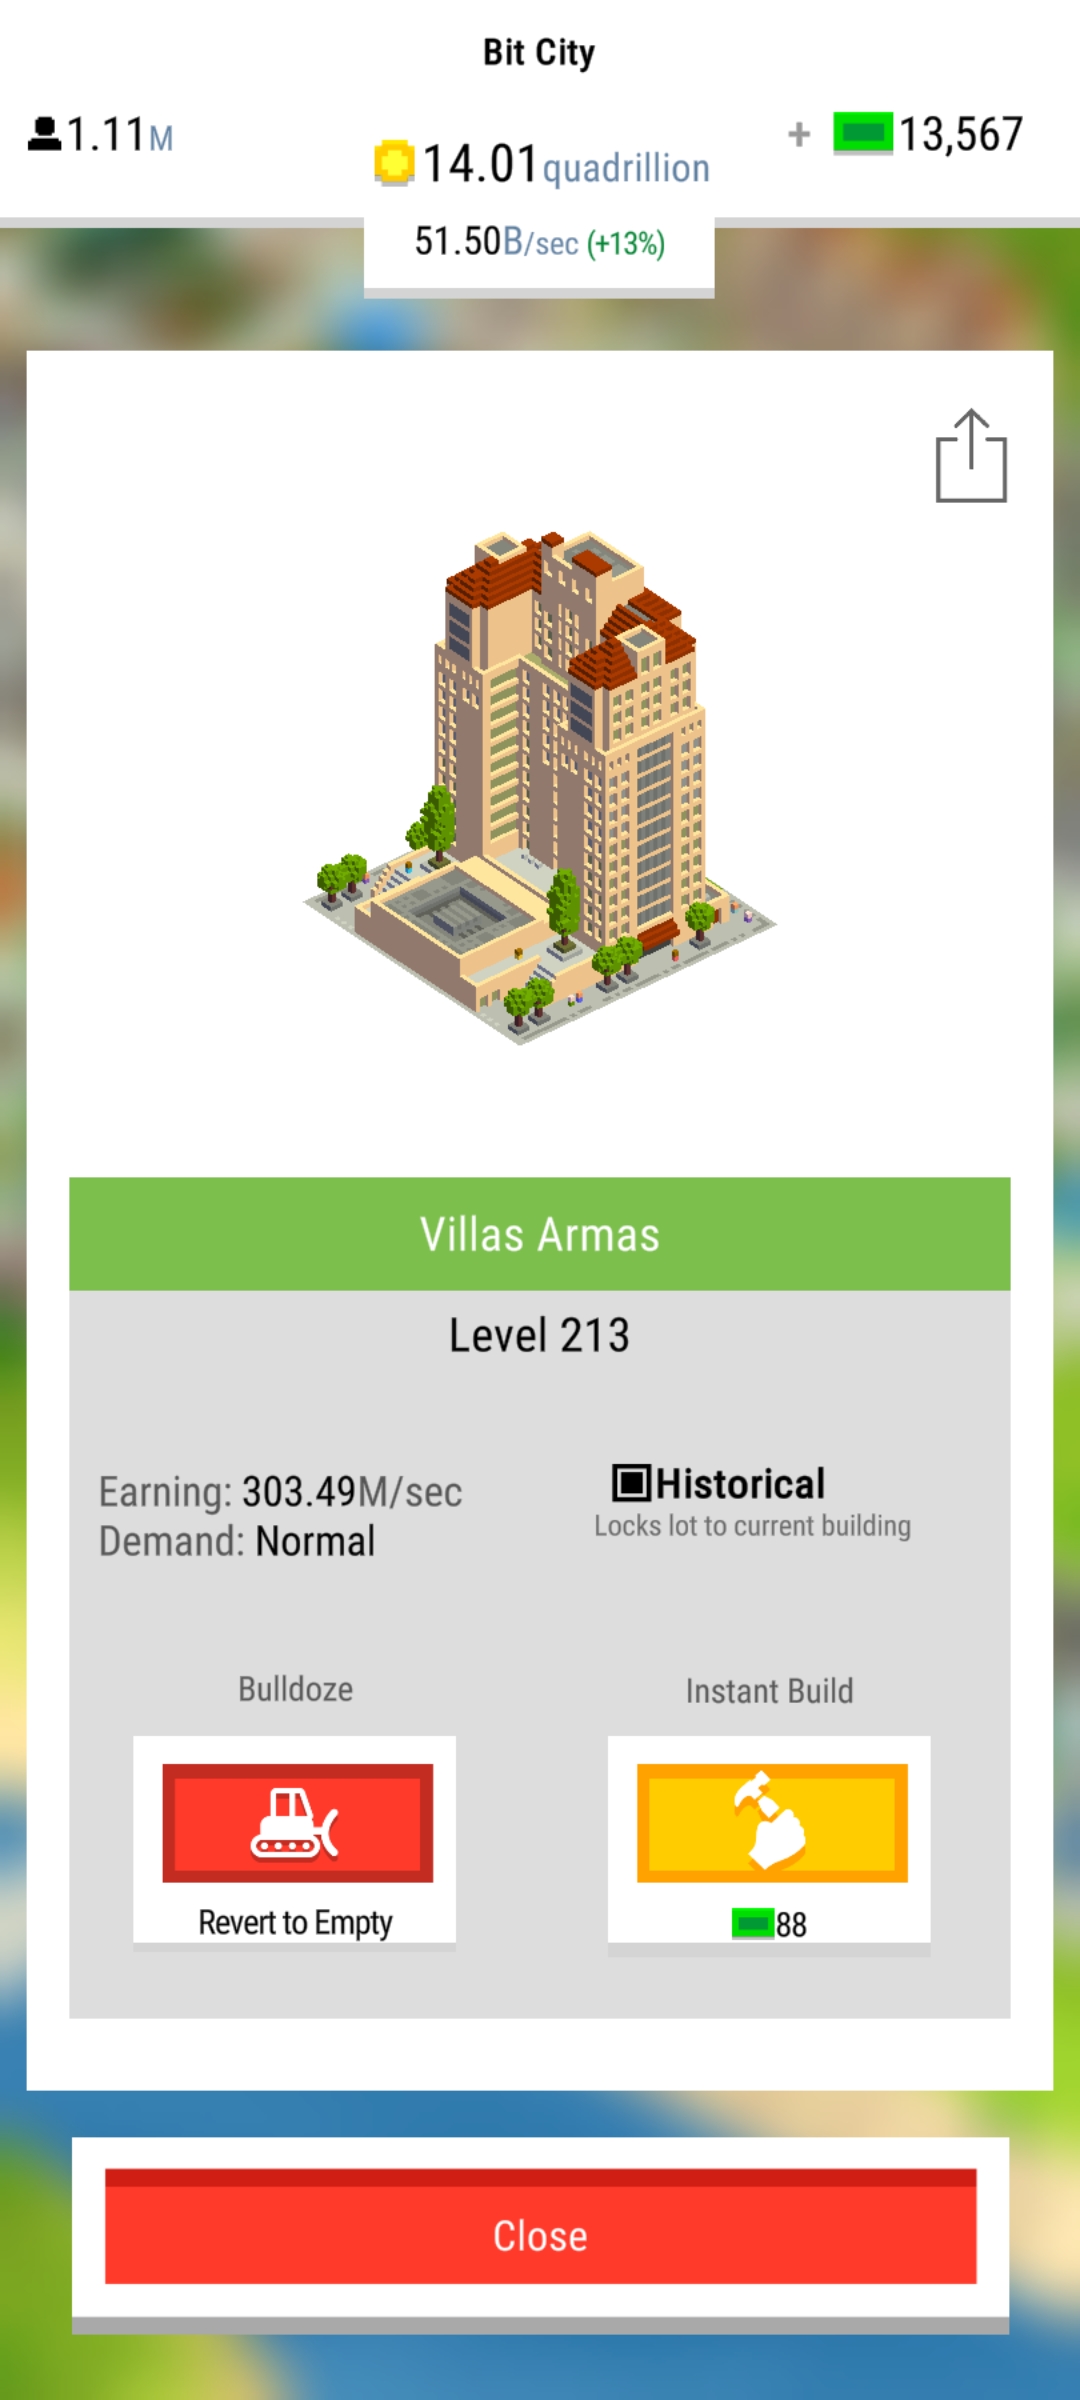 Bit City
1.11M
14.01quadrillion
+ 13,567
51.50B/sec (+13%)
Villas Armas
Level 213
Earning: 303.49M/sec
Demand: Normal
Historical
Locks lot to current building
Bulldoze
Revert to Empty
Instant Build
88
Close